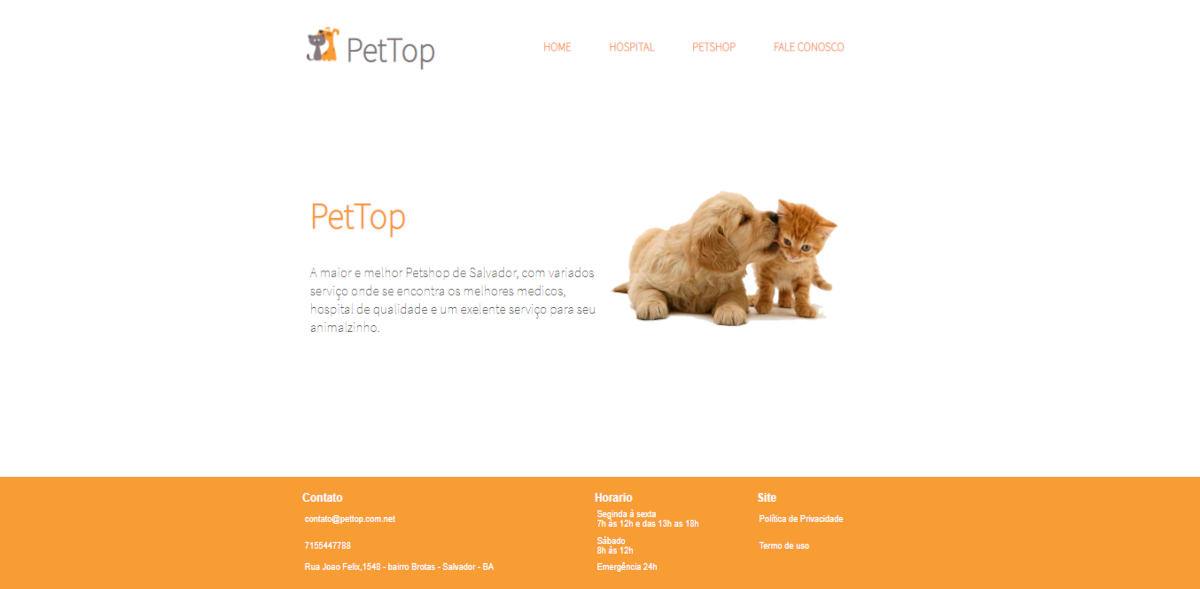 PetTop
HOME HOSPITAL PETSHOP FALE CONOSCO
PetTop
A maior e melhor Petshop de Salvador, com variados
serviço onde se encontra os melhores medicos,
hospital de qualidade e um exelente serviço para seu
animalzinho.
Contato
contato@pettop.com.net
7155447788
Rua Joao Felix,1548 - bairro Brotas - Salvador - BA
Horario
Seginda á sexta
7h às 12h e das 13h as 18h
Sábado
8h ás 12h
Emergência 24h
Site
Política de Privacidade
Termo de uso